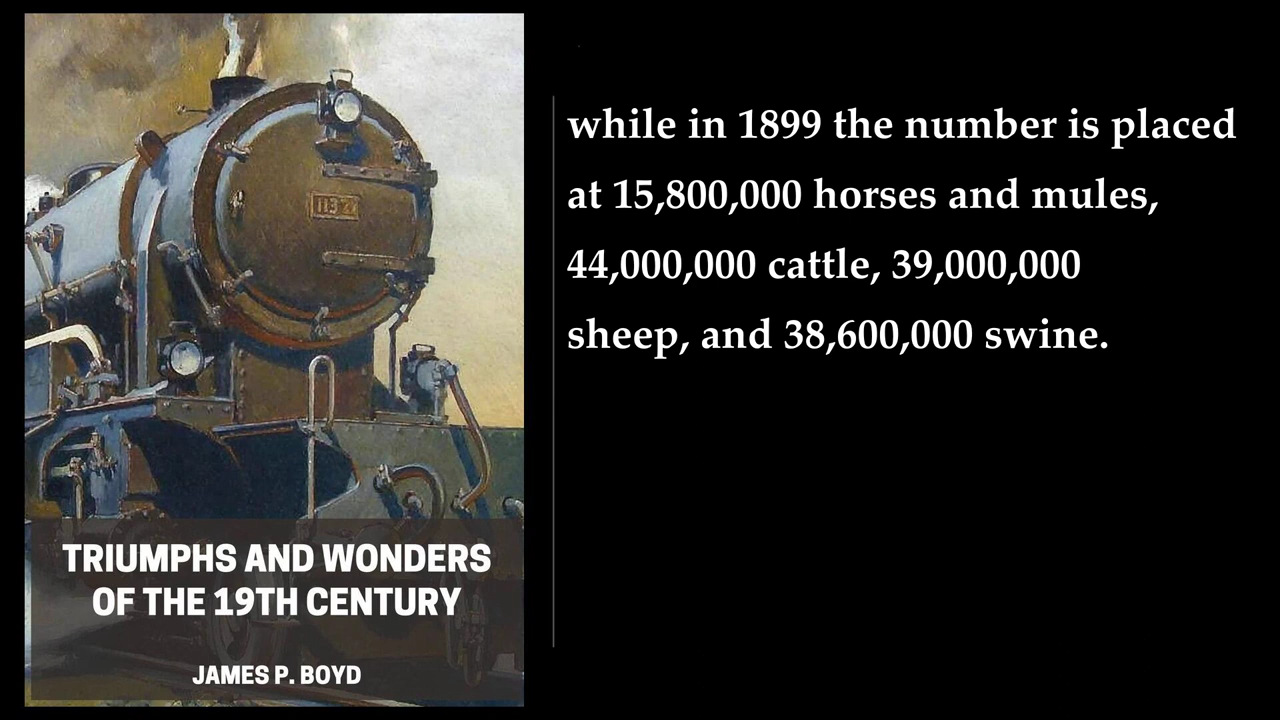 while in 1899 the number is placed
at 15,800,000 horses and mules,
44,000,000 cattle, 39,000,000
sheep, and 38,600,000 swine.
TRIUMPHS AND WONDERS
OF THE 19TH CENTURY
JAMES P. BOYD